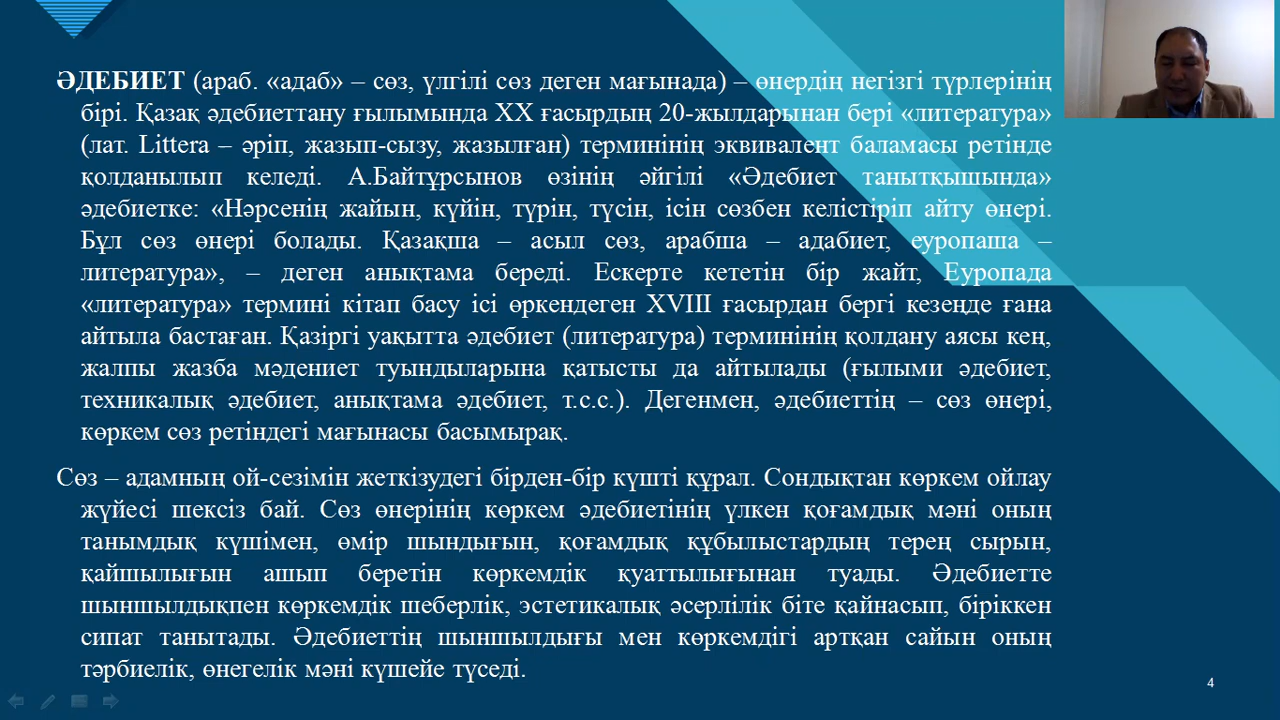 ӘДЕБИЕТ (араб. «адаб» – сөз, үлгілі сөз деген мағынада) – өнердің негізгі түрлерінің
бірі. Қазақ әдебиеттану ғылымында ХХ ғасырдың 20-жылдарынан бері «литература»
(лат. Littera – әріп, жазып-сызу, жазылған) терминінің эквивалент баламасы ретінде
қолданылып келеді. А.Байтұрсынов өзінің әйгілі «Әдебиет танытқышында»
әдебиетке: «Нәрсенің жайын, күйін, түрін, түсін, ісін сөзбен келістіріп айту өнері.
Бұл сөз өнері болады. Қазақша – асыл сөз, арабша – адабиет, еуропаша –
литература», – деген анықтама береді. Ескерте кететін бір жайт, Еуропада
«литература» термині кітап басу ісі өркендеген XVIII ғасырдан бергі кезеңде ғана
айтыла бастаған. Қазіргі уақытта әдебиет (литература) терминінің қолдану аясы кең,
жалпы жазба мәдениет туындыларына қатысты да айтылады (ғылыми әдебиет,
техникалық әдебиет, анықтама әдебиет, т.с.с.). Дегенмен, әдебиеттің – сөз өнері,
көркем сөз ретіндегі мағынасы басымырақ.
Сөз – адамның ой-сезімін жеткізудегі бірден-бір күшті құрал. Сондықтан көркем ойлау
жүйесі шексіз бай. Сөз өнерінің көркем әдебиетінің үлкен қоғамдық мәні оның
танымдық күшімен, өмір шындығын, қоғамдық құбылыстардың терең сырын,
қайшылығын ашып беретін көркемдік қуаттылығынан туады. Әдебиетте
шыншылдықпен көркемдік шеберлік, эстетикалық әсерлілік біте қайнасып, біріккен
сипат танытады. Әдебиеттің шыншылдығы мен көркемдігі артқан сайын оның
тәрбиелік, өнегелік мәні күшейе түседі.
4